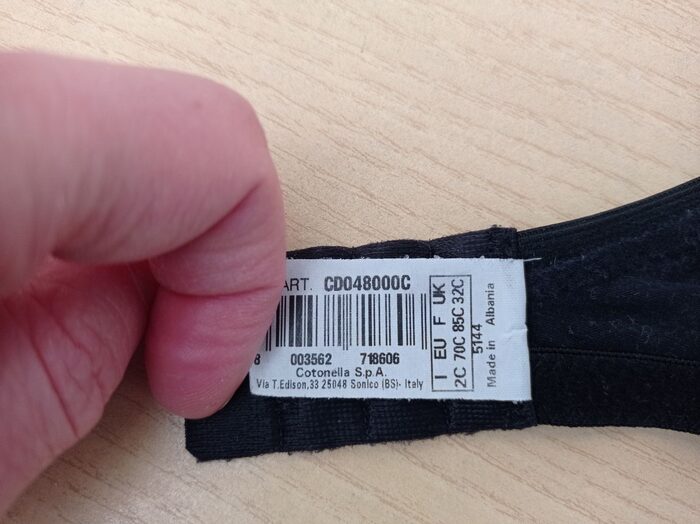 ART. CD048000C
8 003562 718606
Cotonella S.p.A.
Via T.Edison,33 25048 Sonico (BS)- Italy
I EU F UK
2C 70C 85C 32C
5144
Made in Albania